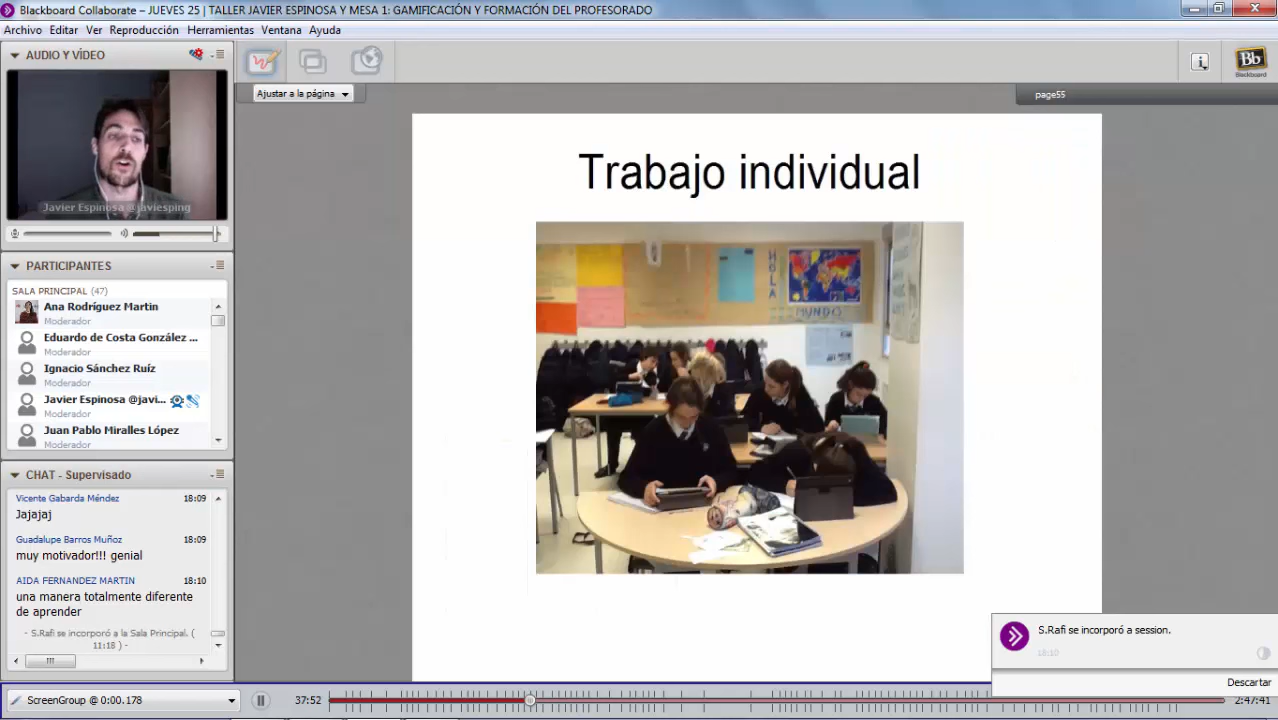 Blackboard Collaborate – JUEVES 25 | TALLER JAVIER ESPINOSA Y MESA 1: GAMIFICACIÓN Y FORMACIÓN DEL PROFESORADO
Archivo Editar Ver Reproducción Herramientas Ventana Ayuda
AUDIO Y VÍDEO
Javier Espinosa @javiesping
PARTICIPANTES
SALA PRINCIPAL (47)
Ana Rodríguez Martin
Moderador
Eduardo de Costa González ...
Moderador
Ignacio Sánchez Ruíz
Moderador
Javier Espinosa @javi...
Moderador
Juan Pablo Miralles López
Moderador
CHAT - Supervisado
Vicente Gabarda Méndez 18:09
Jajajaj
Guadalupe Barros Muñoz 18:09
muy motivador!!! genial
AIDA FERNANDEZ MARTIN 18:10
una manera totalmente diferente
de aprender
- S.Rafi se incorporó a la Sala Principal. (
11:18 ) -
Ajustar a la página
page55
Bb
Blackboard
Trabajo individual
HOLA
MUNDO
S.Rafi se incorporó a session.
18:10
Descartar
ScreenGroup @ 0:00.178
37:52
2:47:41